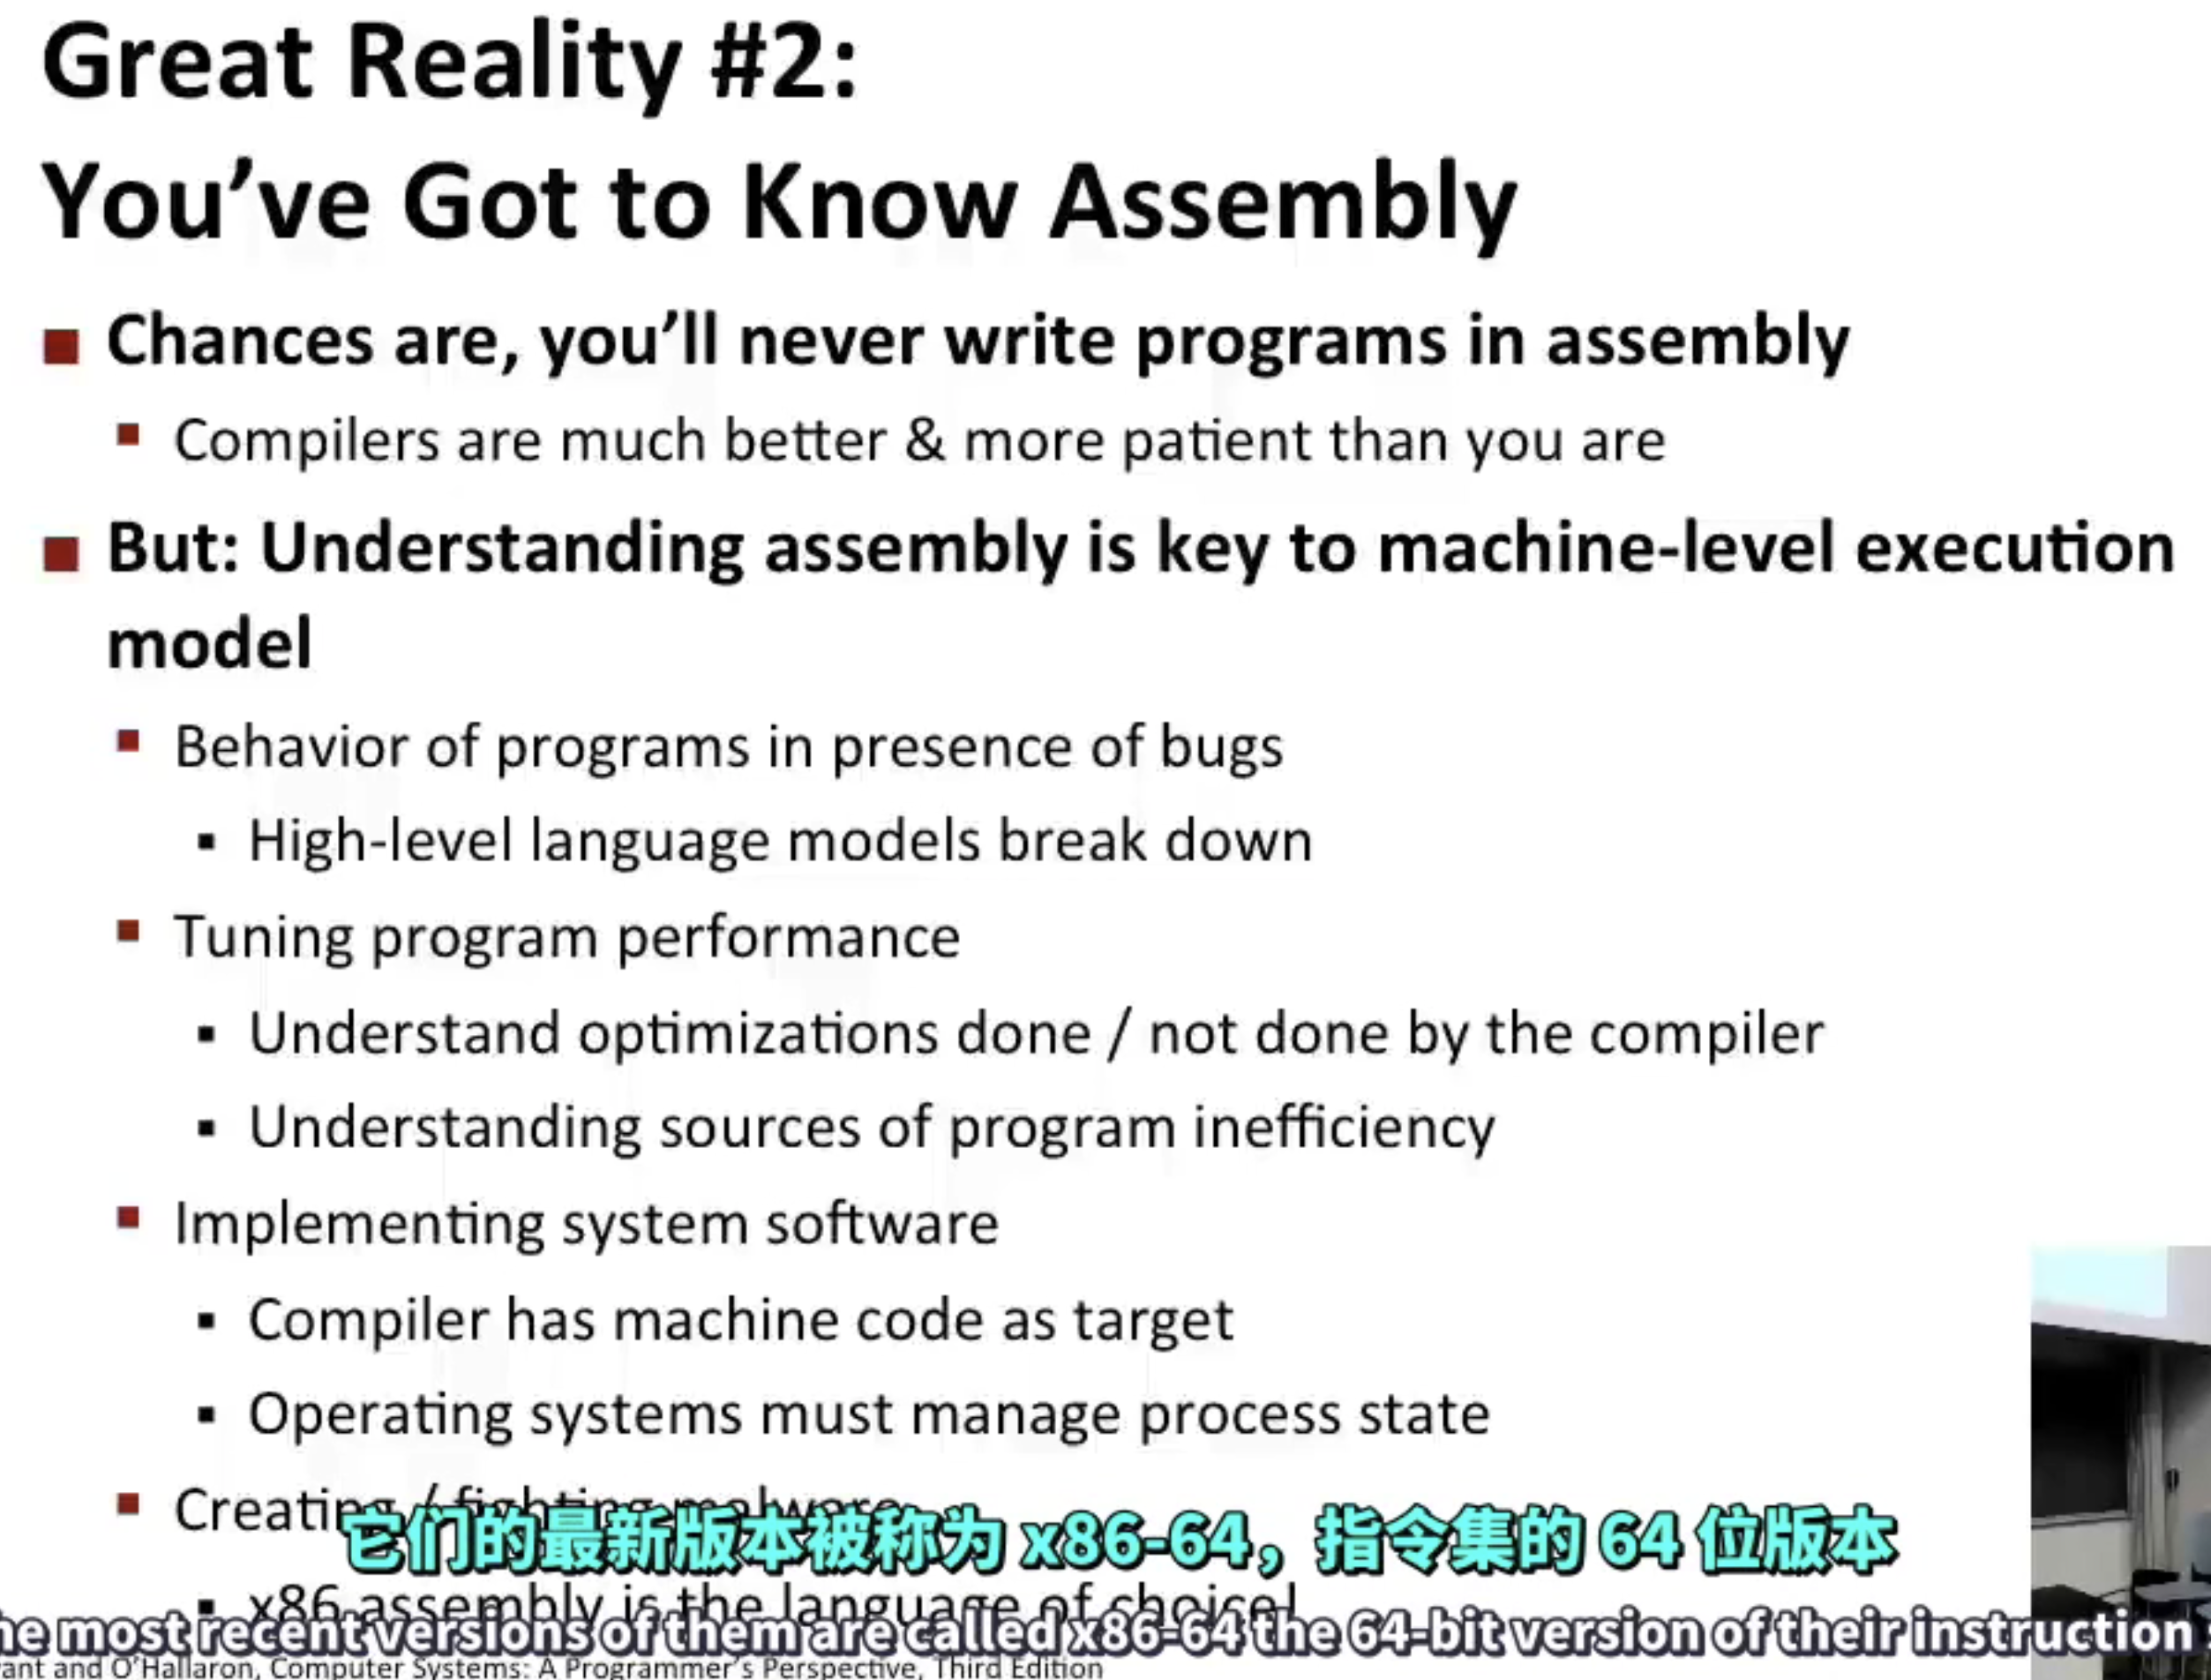 Great Reality #2:
You’ve Got to Know Assembly
■ Chances are, you’ll never write programs in assembly
▪ Compilers are much better & more patient than you are
■ But: Understanding assembly is key to machine-level execution
model
▪ Behavior of programs in presence of bugs
▪ High-level language models break down
▪ Tuning program performance
▪ Understand optimizations done / not done by the compiler
▪ Understanding sources of program inefficiency
▪ Implementing system software
▪ Compiler has machine code as target
▪ Operating systems must manage process state
▪ Creating / fighting malware
它们的最新版本被称为 x86-64，指令集的 64 位版本
▪ x86 assembly is the language of choice!
he most recent versions of them are called x86-64 the 64-bit version of their instruction
ant and O’Hallaron, Computer Systems: A Programmer’s Perspective, Third Edition